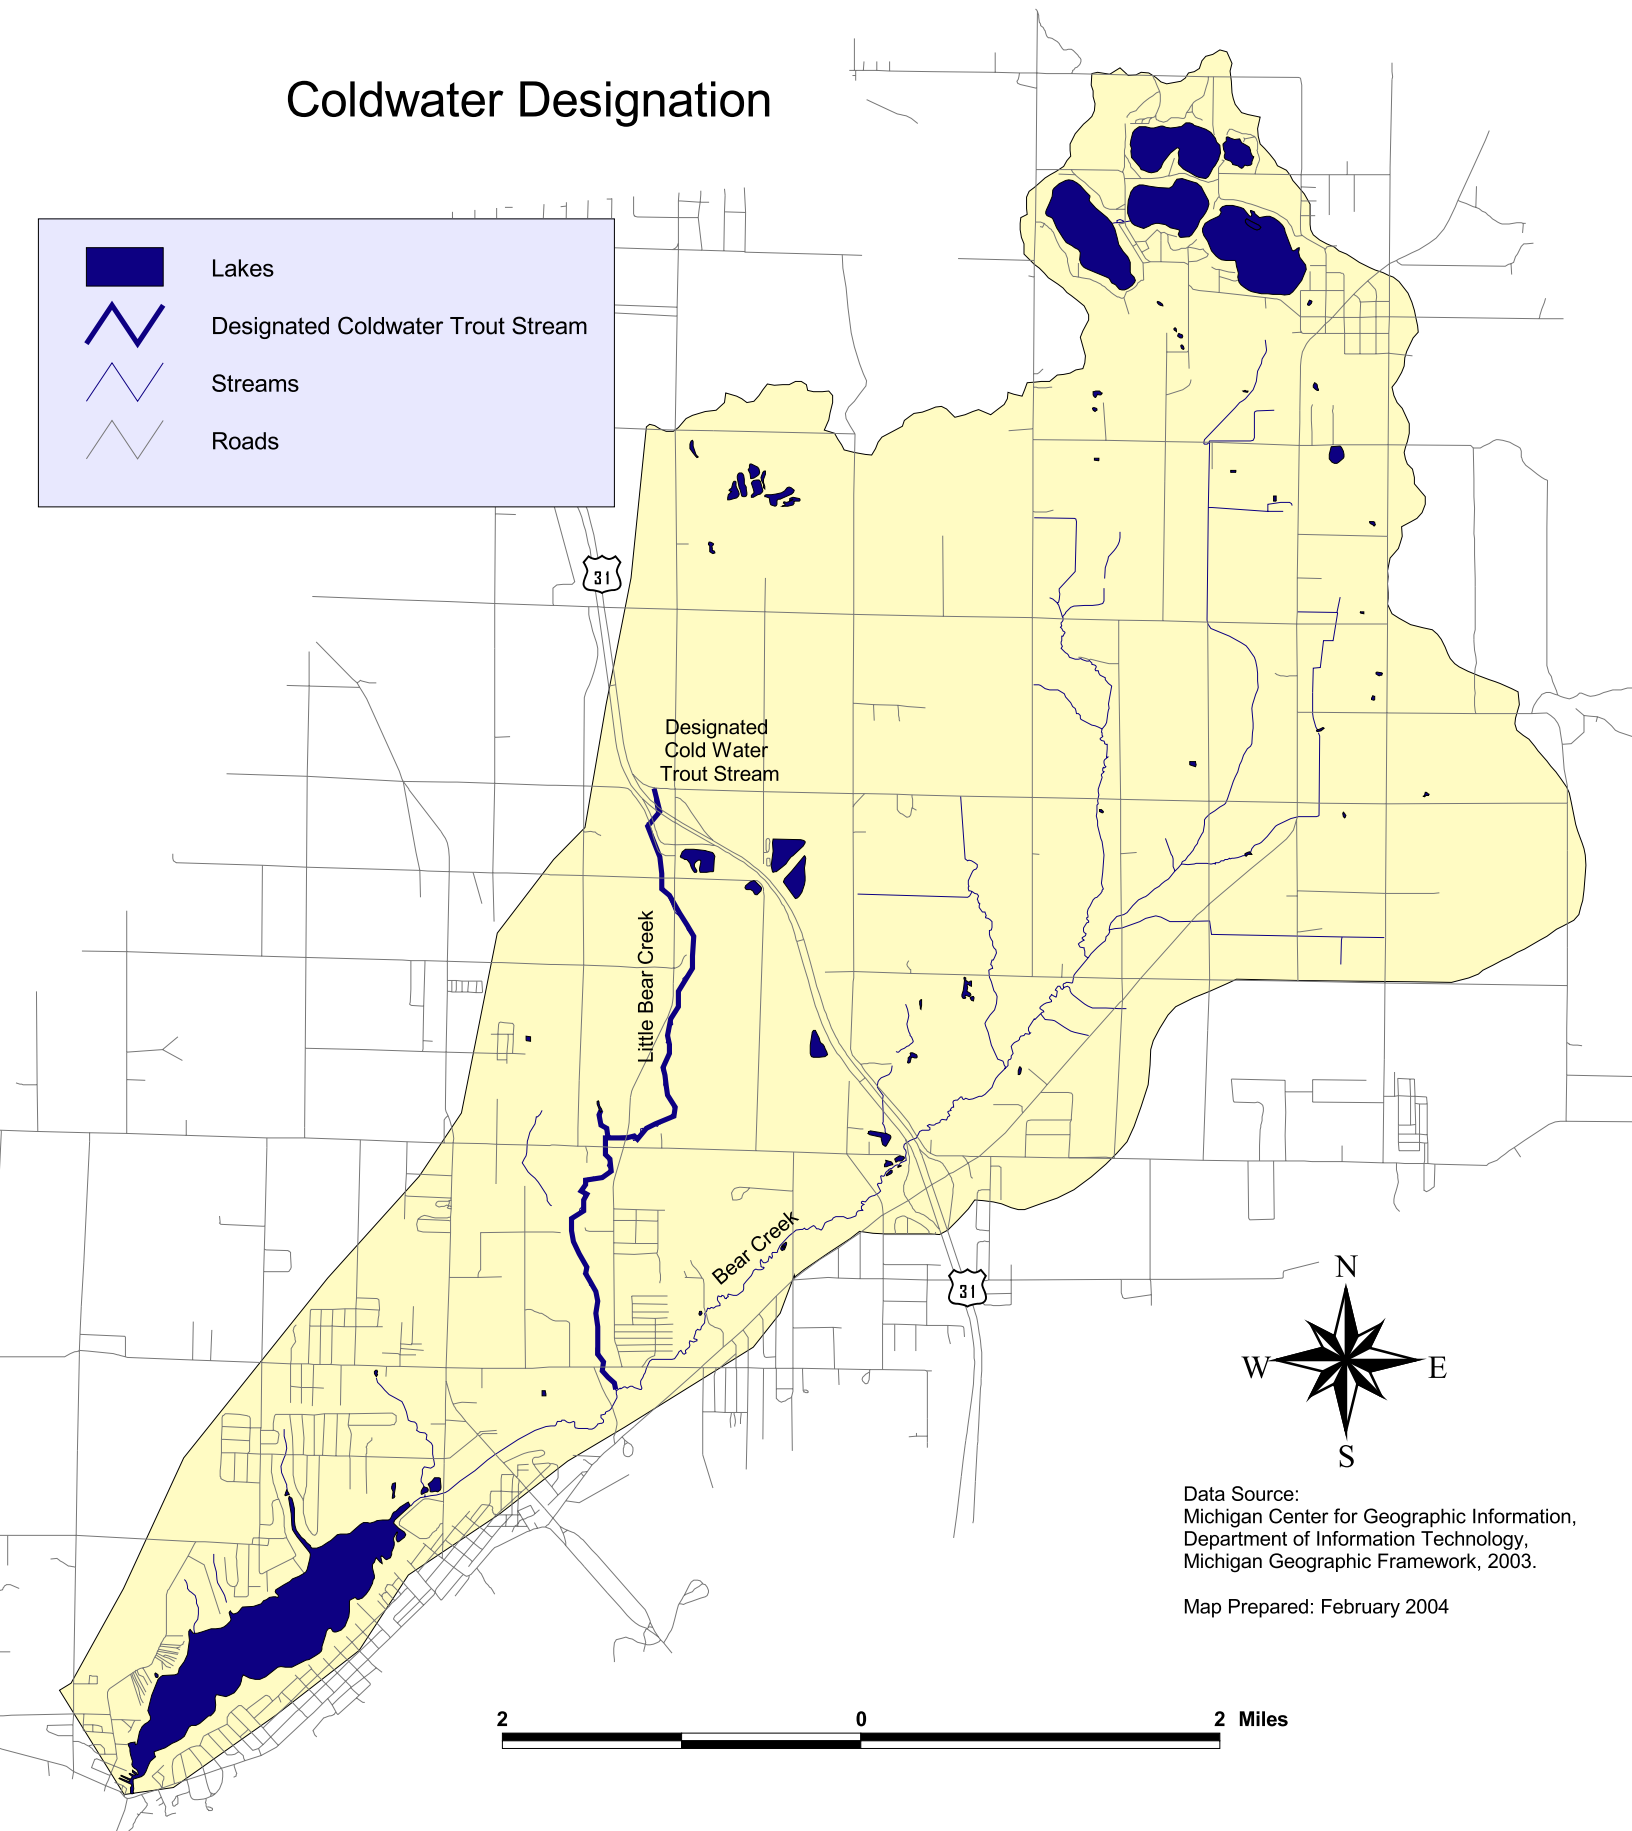 Coldwater Designation
Lakes
Designated Coldwater Trout Stream
Streams
Roads
31
Designated
Cold Water
Trout Stream
Little Bear Creek
Bear Creek
31
N
W
E
S
Data Source:
Michigan Center for Geographic Information,
Department of Information Technology,
Michigan Geographic Framework, 2003.
Map Prepared: February 2004
2 0 2 Miles